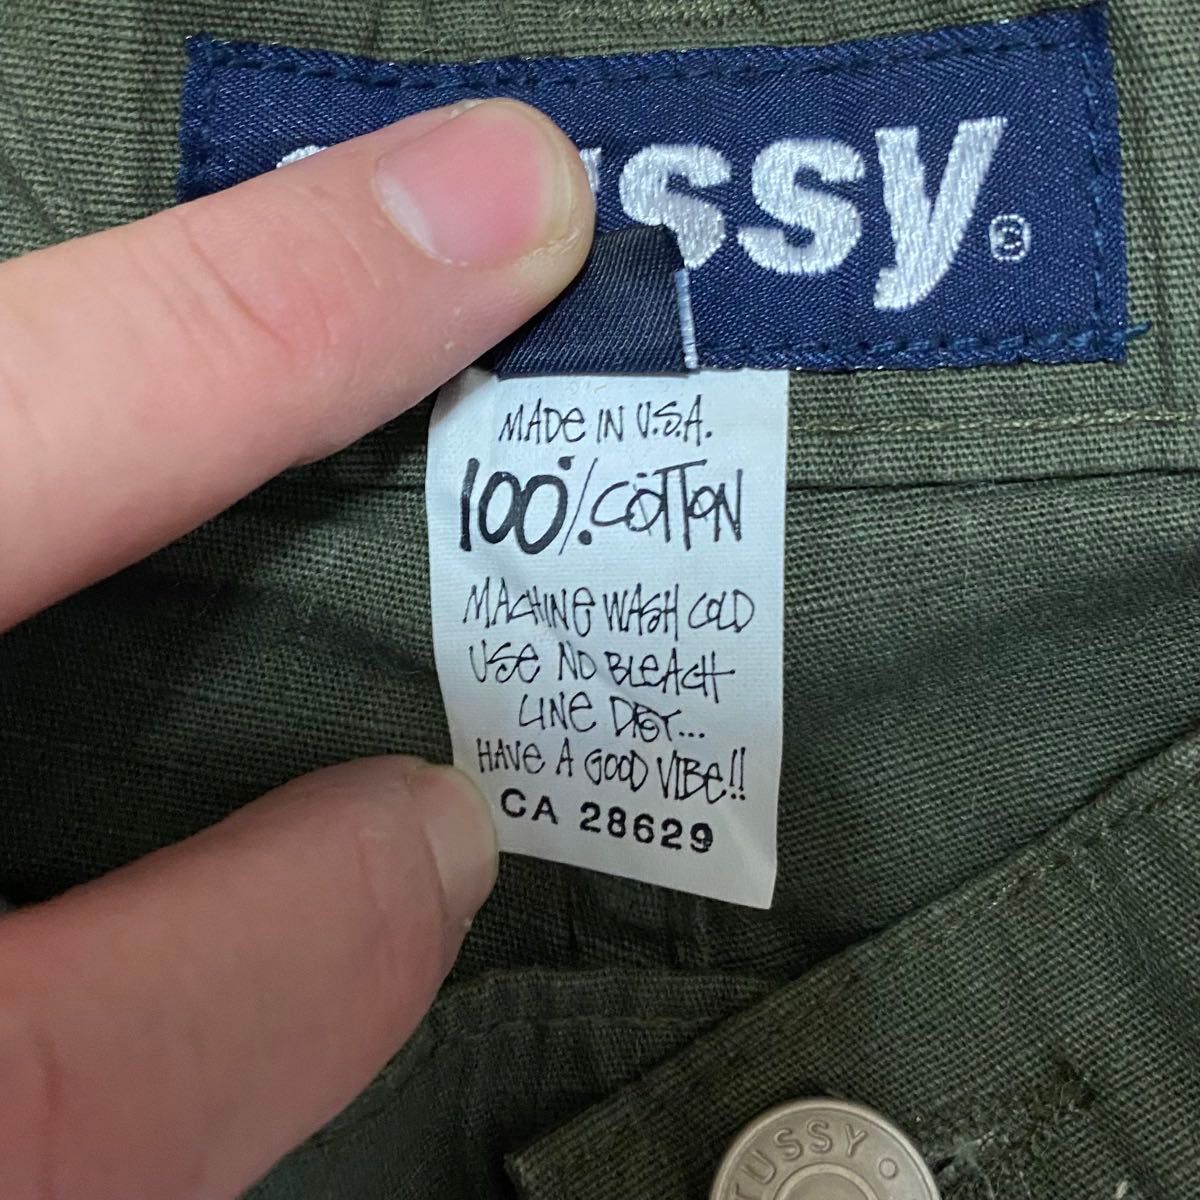 ussy®
MADE IN U.S.A.
100% COTTON
MACHINE WASH COLD
USE NO BLEACH
LINE DRY...
HAVE A GOOD VIBE!!
CA 28629
TUSSY